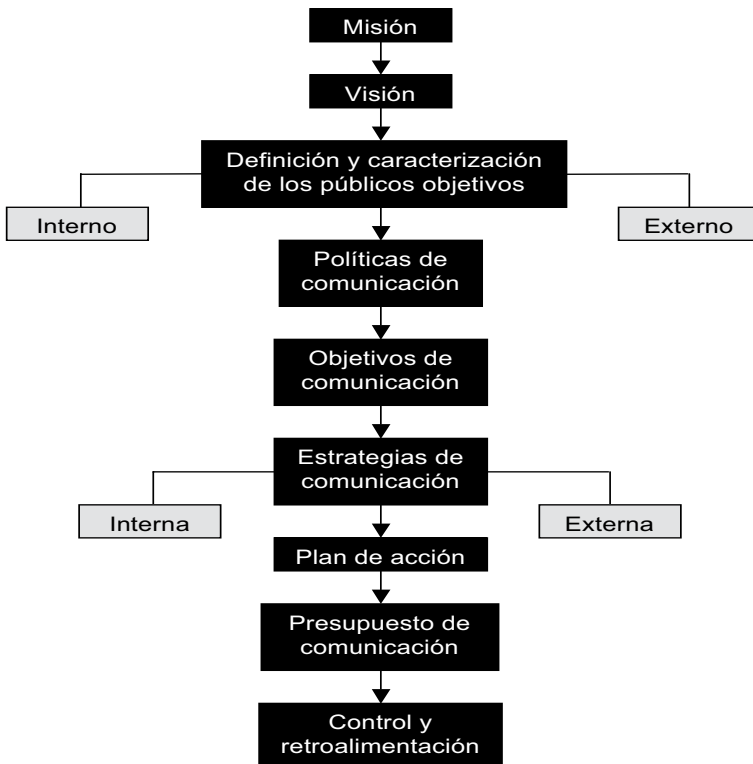 Misión
Visión
Definición y caracterización
de los públicos objetivos
Interno
Externo
Políticas de
comunicación
Objetivos de
comunicación
Estrategias de
comunicación
Interna
Externa
Plan de acción
Presupuesto de
comunicación
Control y
retroalimentación